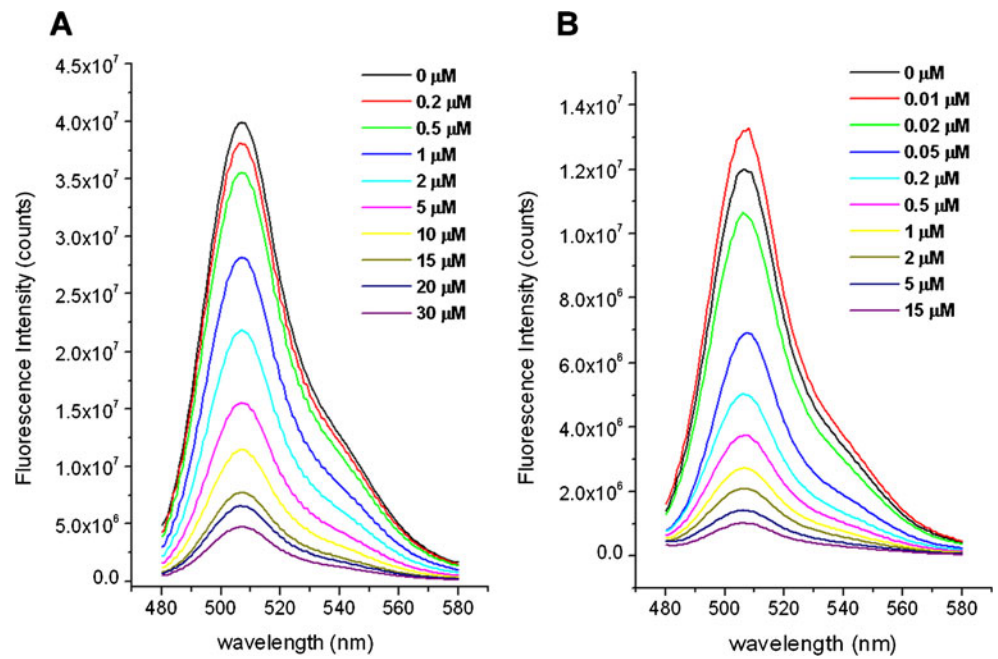 A
Fluorescence Intensity (counts)
4.5x10⁷
4.0x10⁷
3.5x10⁷
3.0x10⁷
2.5x10⁷
2.0x10⁷
1.5x10⁷
1.0x10⁷
5.0x10⁶
0.0
0 μM
0.2 μM
0.5 μM
1 μM
2 μM
5 μM
10 μM
15 μM
20 μM
30 μM
480 500 520 540 560 580
wavelength (nm)
B
Fluorescence Intensity (counts)
1.4x10⁷
1.2x10⁷
1.0x10⁷
8.0x10⁶
6.0x10⁶
4.0x10⁶
2.0x10⁶
0.0
0 μM
0.01 μM
0.02 μM
0.05 μM
0.2 μM
0.5 μM
1 μM
2 μM
5 μM
15 μM
480 500 520 540 560 580
wavelength (nm)